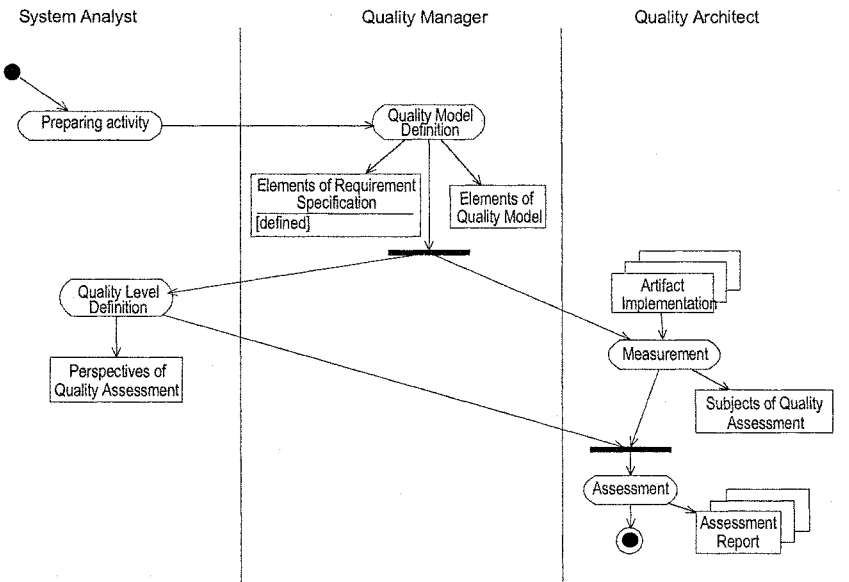 System Analyst
Quality Manager
Quality Architect
Preparing activity
Quality Model
Definition
Elements of Requirement
Specification
[defined]
Elements of
Quality Model
Quality Level
Definition
Artifact
Implementation
Measurement
Perspectives of
Quality Assessment
Subjects of Quality
Assessment
Assessment
Assessment
Report